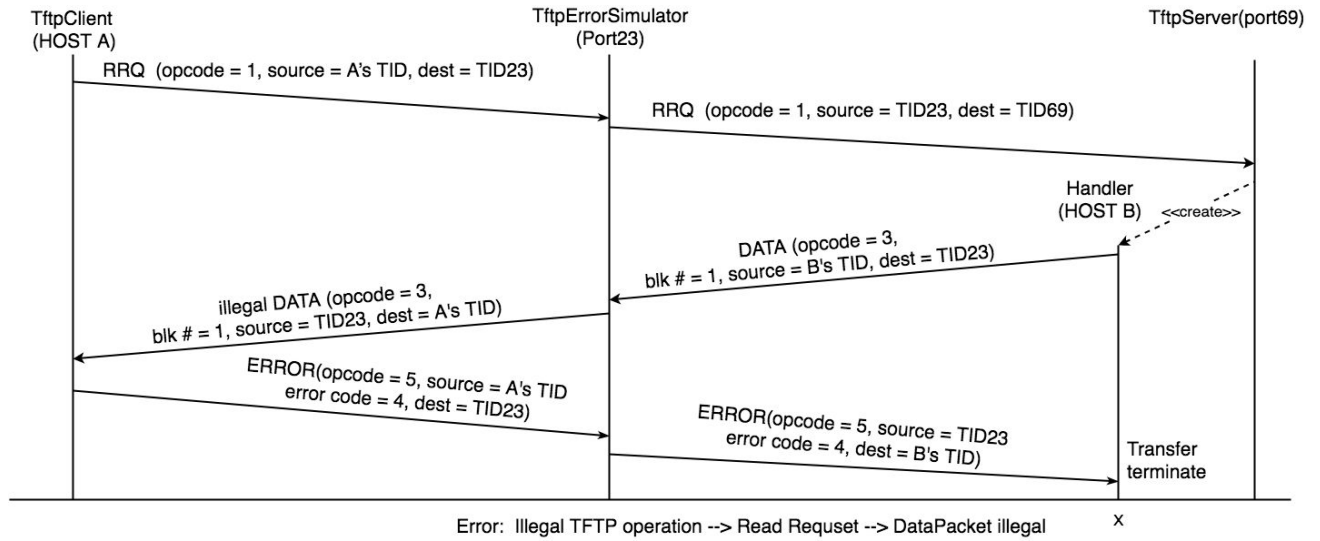 TftpClient
(HOST A)
TftpErrorSimulator
(Port23)
TftpServer(port69)
RRQ (opcode = 1, source = A's TID, dest = TID23)
RRQ (opcode = 1, source = TID23, dest = TID69)
Handler
(HOST B)
<<create>>
DATA (opcode = 3,
blk # = 1, source = B's TID, dest = TID23)
illegal DATA (opcode = 3,
blk # = 1, source = TID23, dest = A's TID)
ERROR(opcode = 5, source = A's TID
error code = 4, dest = TID23)
ERROR(opcode = 5, source = TID23
error code = 4, dest = B's TID)
Transfer
terminate
Error: Illegal TFTP operation --> Read Requset --> DataPacket illegal
x